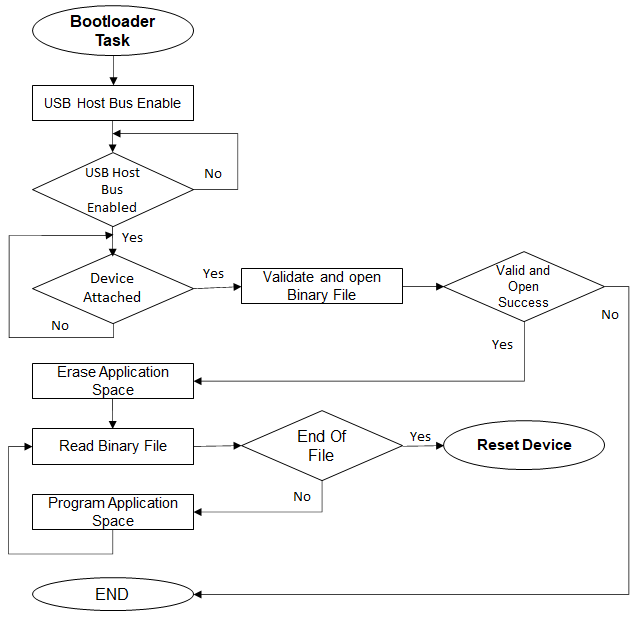 Bootloader
Task
USB Host Bus Enable
USB Host
Bus
Enabled
No
Yes
Device
Attached
Yes
No
Validate and open
Binary File
Valid and
Open
Success
No
Yes
Erase Application
Space
Read Binary File
End Of
File
Yes
Reset Device
No
Program Application
Space
END